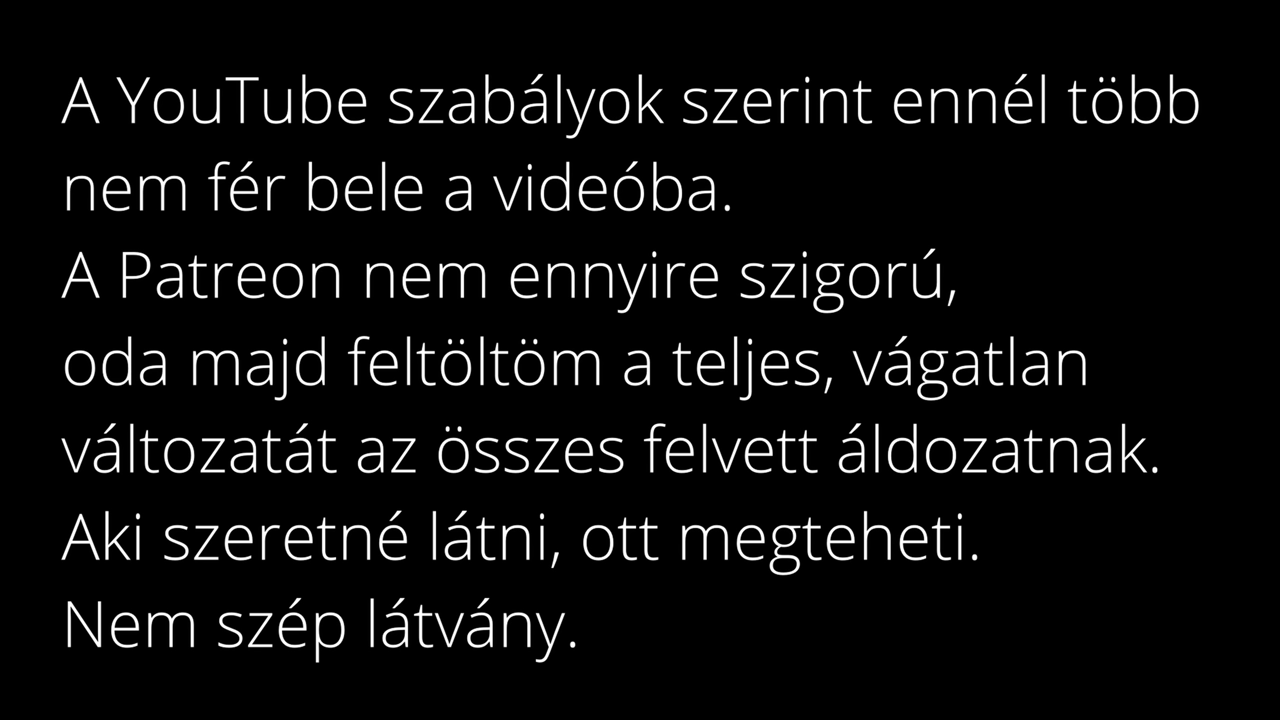 A YouTube szabályok szerint ennél több
nem fér bele a videóba.
A Patreon nem ennyire szigorú,
oda majd feltöltöm a teljes, vágatlan
változatát az összes felvett áldozatnak.
Aki szeretné látni, ott megteheti.
Nem szép látvány.